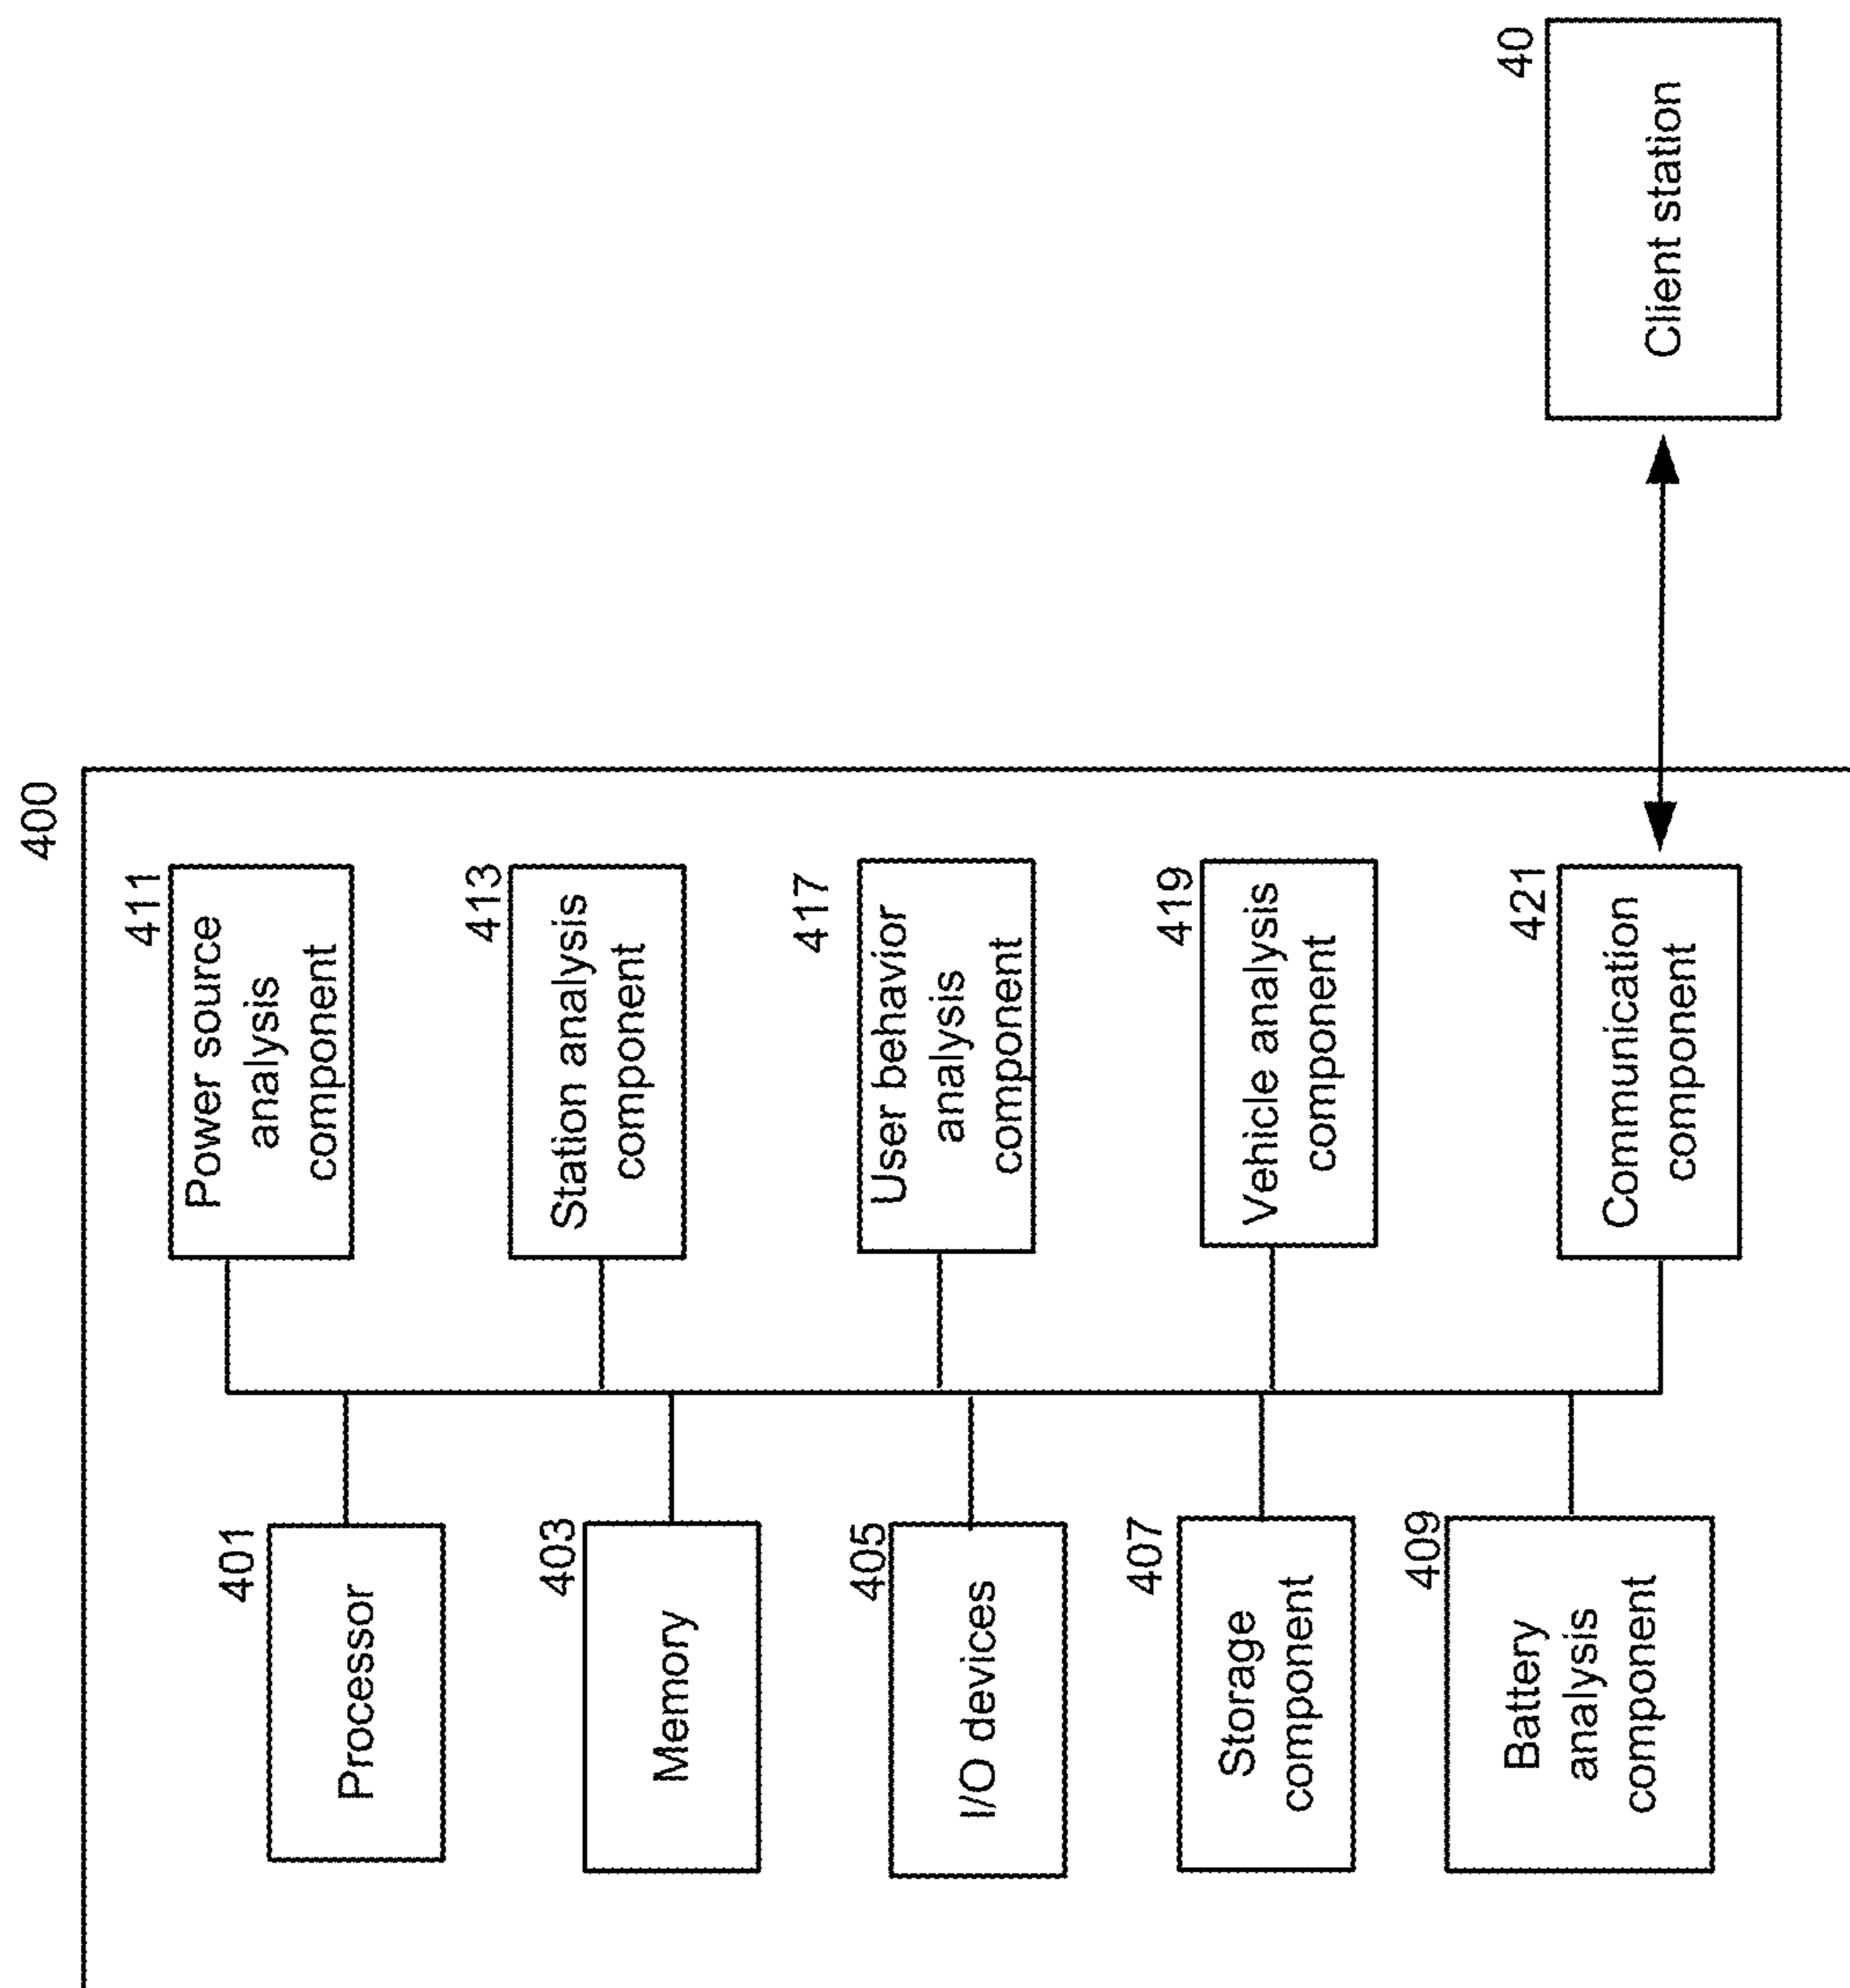 400
401
Processor
403
Memory
405
I/O devices
407
Storage
component
409
Battery
analysis
component
411
Power source
analysis
component
413
Station analysis
component
417
User behavior
analysis
component
419
Vehicle analysis
component
421
Communication
component
40
Client station